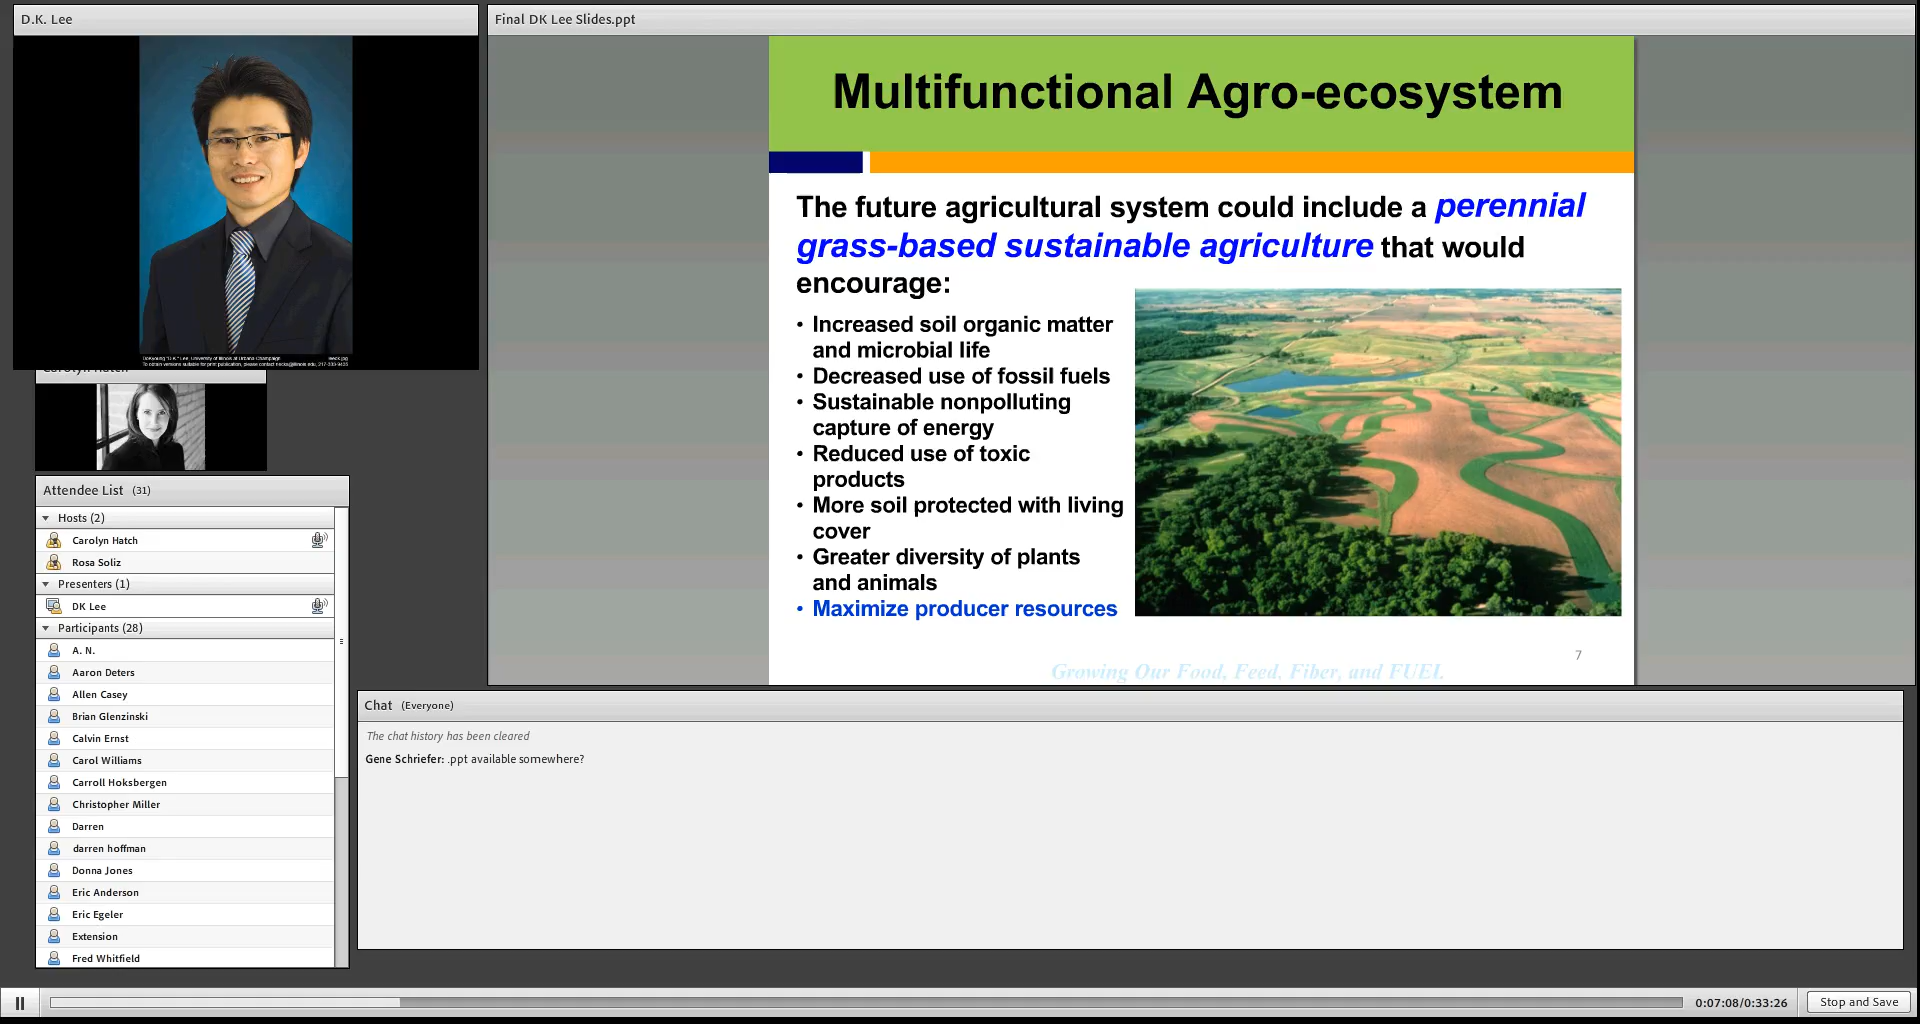 D.K. Lee
Final DK Lee Slides.ppt
Multifunctional Agro-ecosystem
The future agricultural system could include a perennial
grass-based sustainable agriculture that would
encourage:
• Increased soil organic matter
and microbial life
• Decreased use of fossil fuels
• Sustainable nonpolluting
capture of energy
• Reduced use of toxic
products
• More soil protected with living
cover
• Greater diversity of plants
and animals
• Maximize producer resources
7
Growing Our Food, Feed, Fiber, and FUEL
Carolyn Hatch
Attendee List (31)
Hosts (2)
Carolyn Hatch
Rosa Soliz
Presenters (1)
DK Lee
Participants (28)
A. N.
Aaron Deters
Allen Casey
Brian Glenzinski
Calvin Ernst
Carol Williams
Carroll Hoksbergen
Christopher Miller
Darren
darren hoffman
Donna Jones
Eric Anderson
Eric Egeler
Extension
Fred Whitfield
Chat (Everyone)
The chat history has been cleared
Gene Schriefer: .ppt available somewhere?
0:07:08/0:33:26
Stop and Save